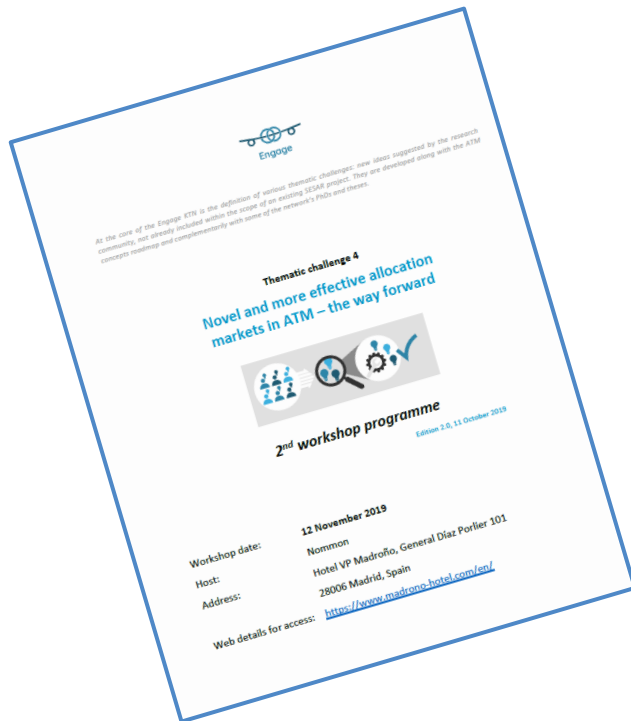 Engage
At the core of the Engage KTN is the definition of various thematic challenges: new ideas suggested by the research
community, not already included within the scope of an existing SESAR project. They are developed along with the ATM
concepts roadmap and complementarily with some of the network's PhDs and theses.
Thematic challenge 4
Novel and more effective allocation
markets in ATM – the way forward
2nd workshop programme
Edition 2.0, 11 October 2019
Workshop date: 12 November 2019
Host: Nommon
Address: Hotel VP Madroño, General Díaz Porlier 101
28006 Madrid, Spain
Web details for access: https://www.madrono-hotel.com/en/